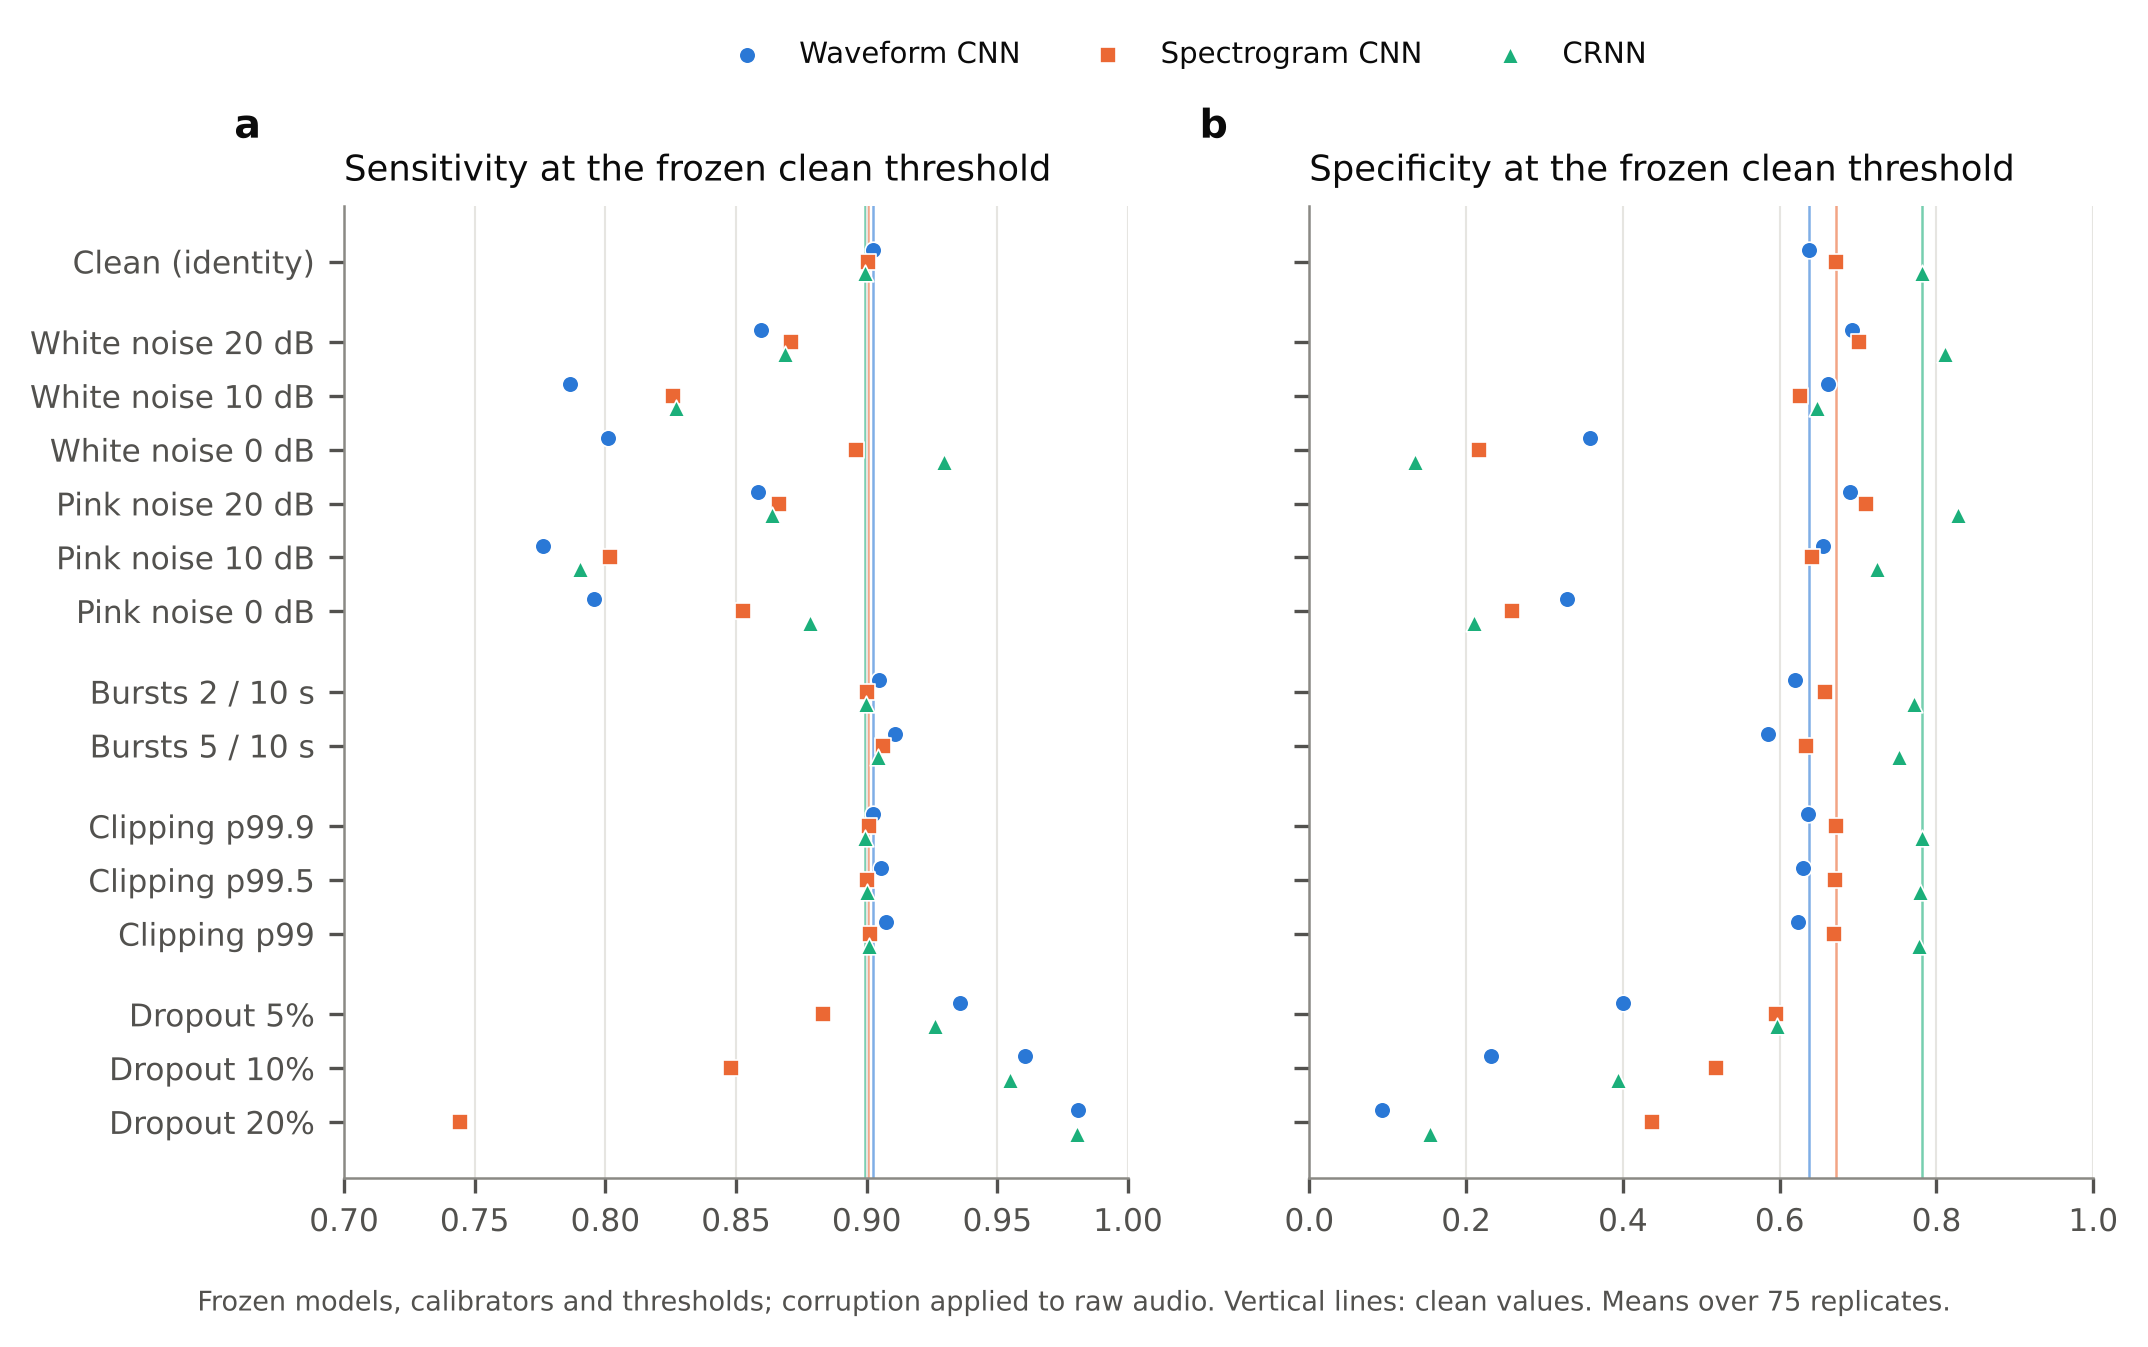 Waveform CNN Spectrogram CNN CRNN
a
Sensitivity at the frozen clean threshold
Clean (identity)
White noise 20 dB
White noise 10 dB
White noise 0 dB
Pink noise 20 dB
Pink noise 10 dB
Pink noise 0 dB
Bursts 2 / 10 s
Bursts 5 / 10 s
Clipping p99.9
Clipping p99.5
Clipping p99
Dropout 5%
Dropout 10%
Dropout 20%
0.70 0.75 0.80 0.85 0.90 0.95 1.00
b
Specificity at the frozen clean threshold
0.0 0.2 0.4 0.6 0.8 1.0
Frozen models, calibrators and thresholds; corruption applied to raw audio. Vertical lines: clean values. Means over 75 replicates.